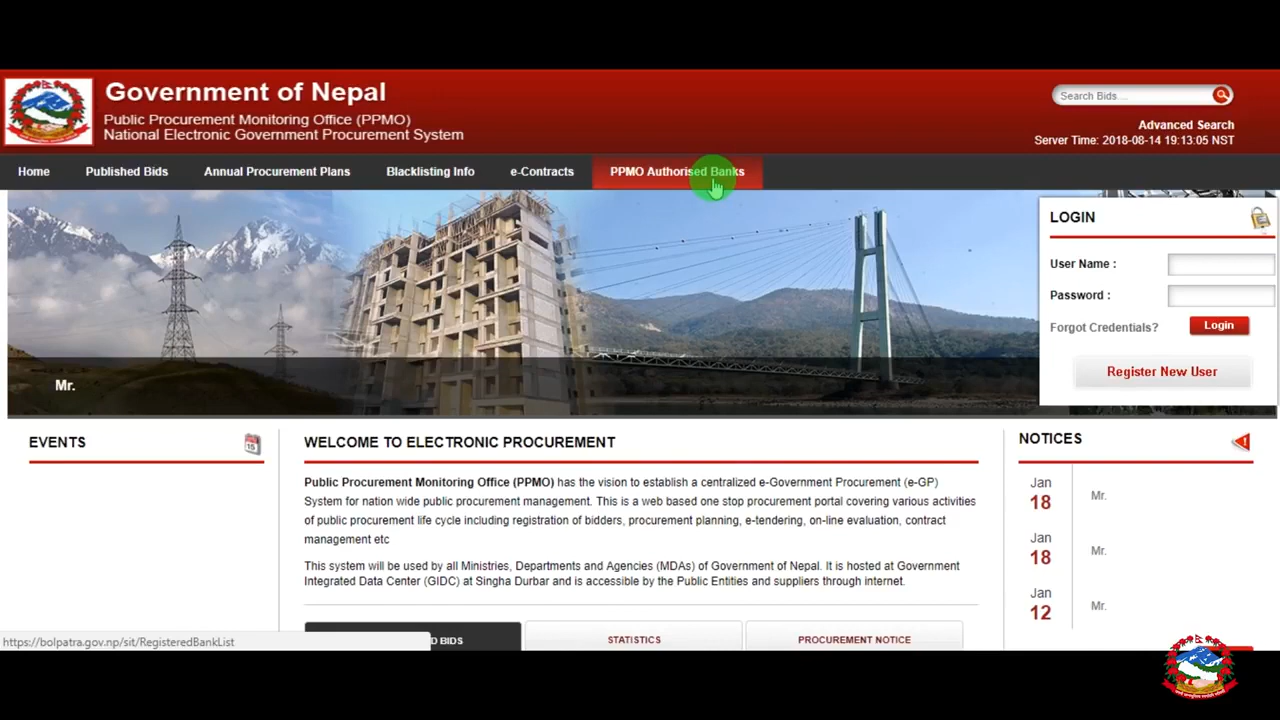 Government of Nepal
Public Procurement Monitoring Office (PPMO)
National Electronic Government Procurement System
Search Bids....
Advanced Search
Server Time: 2018-08-14 19:13:05 NST
Home
Published Bids
Annual Procurement Plans
Blacklisting Info
e-Contracts
PPMO Authorised Banks
LOGIN
User Name :
Password :
Forgot Credentials?
Login
Register New User
Mr.
EVENTS
15
WELCOME TO ELECTRONIC PROCUREMENT
Public Procurement Monitoring Office (PPMO) has the vision to establish a centralized e-Government Procurement (e-GP)
System for nation wide public procurement management. This is a web based one stop procurement portal covering various activities
of public procurement life cycle including registration of bidders, procurement planning, e-tendering, on-line evaluation, contract
management etc
This system will be used by all Ministries, Departments and Agencies (MDAs) of Government of Nepal. It is hosted at Government
Integrated Data Center (GIDC) at Singha Durbar and is accessible by the Public Entities and suppliers through internet.
D BIDS
STATISTICS
PROCUREMENT NOTICE
NOTICES
Jan
18
Mr.
Jan
18
Mr.
Jan
12
Mr.
https://bolpatra.gov.np/sit/RegisteredBankList